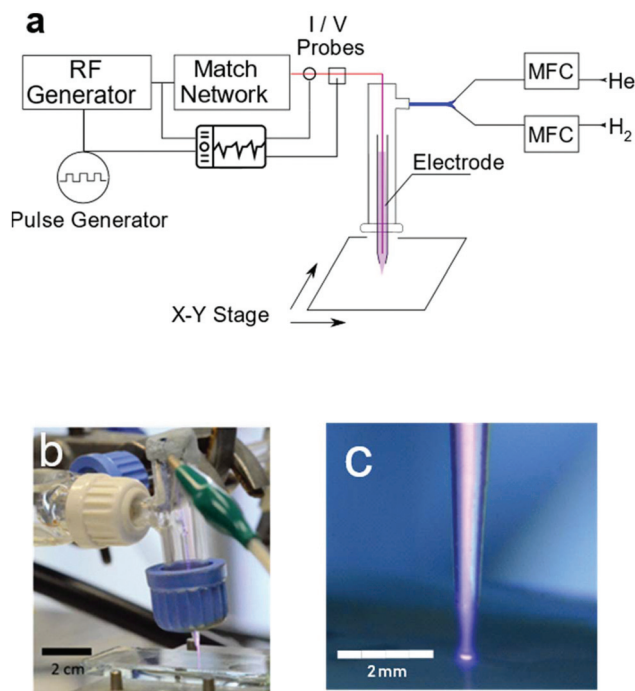 a
I / V
Probes
RF
Generator
Match
Network
MFC
He
MFC
H₂
Electrode
Pulse Generator
X-Y Stage
b
2 cm
c
2 mm